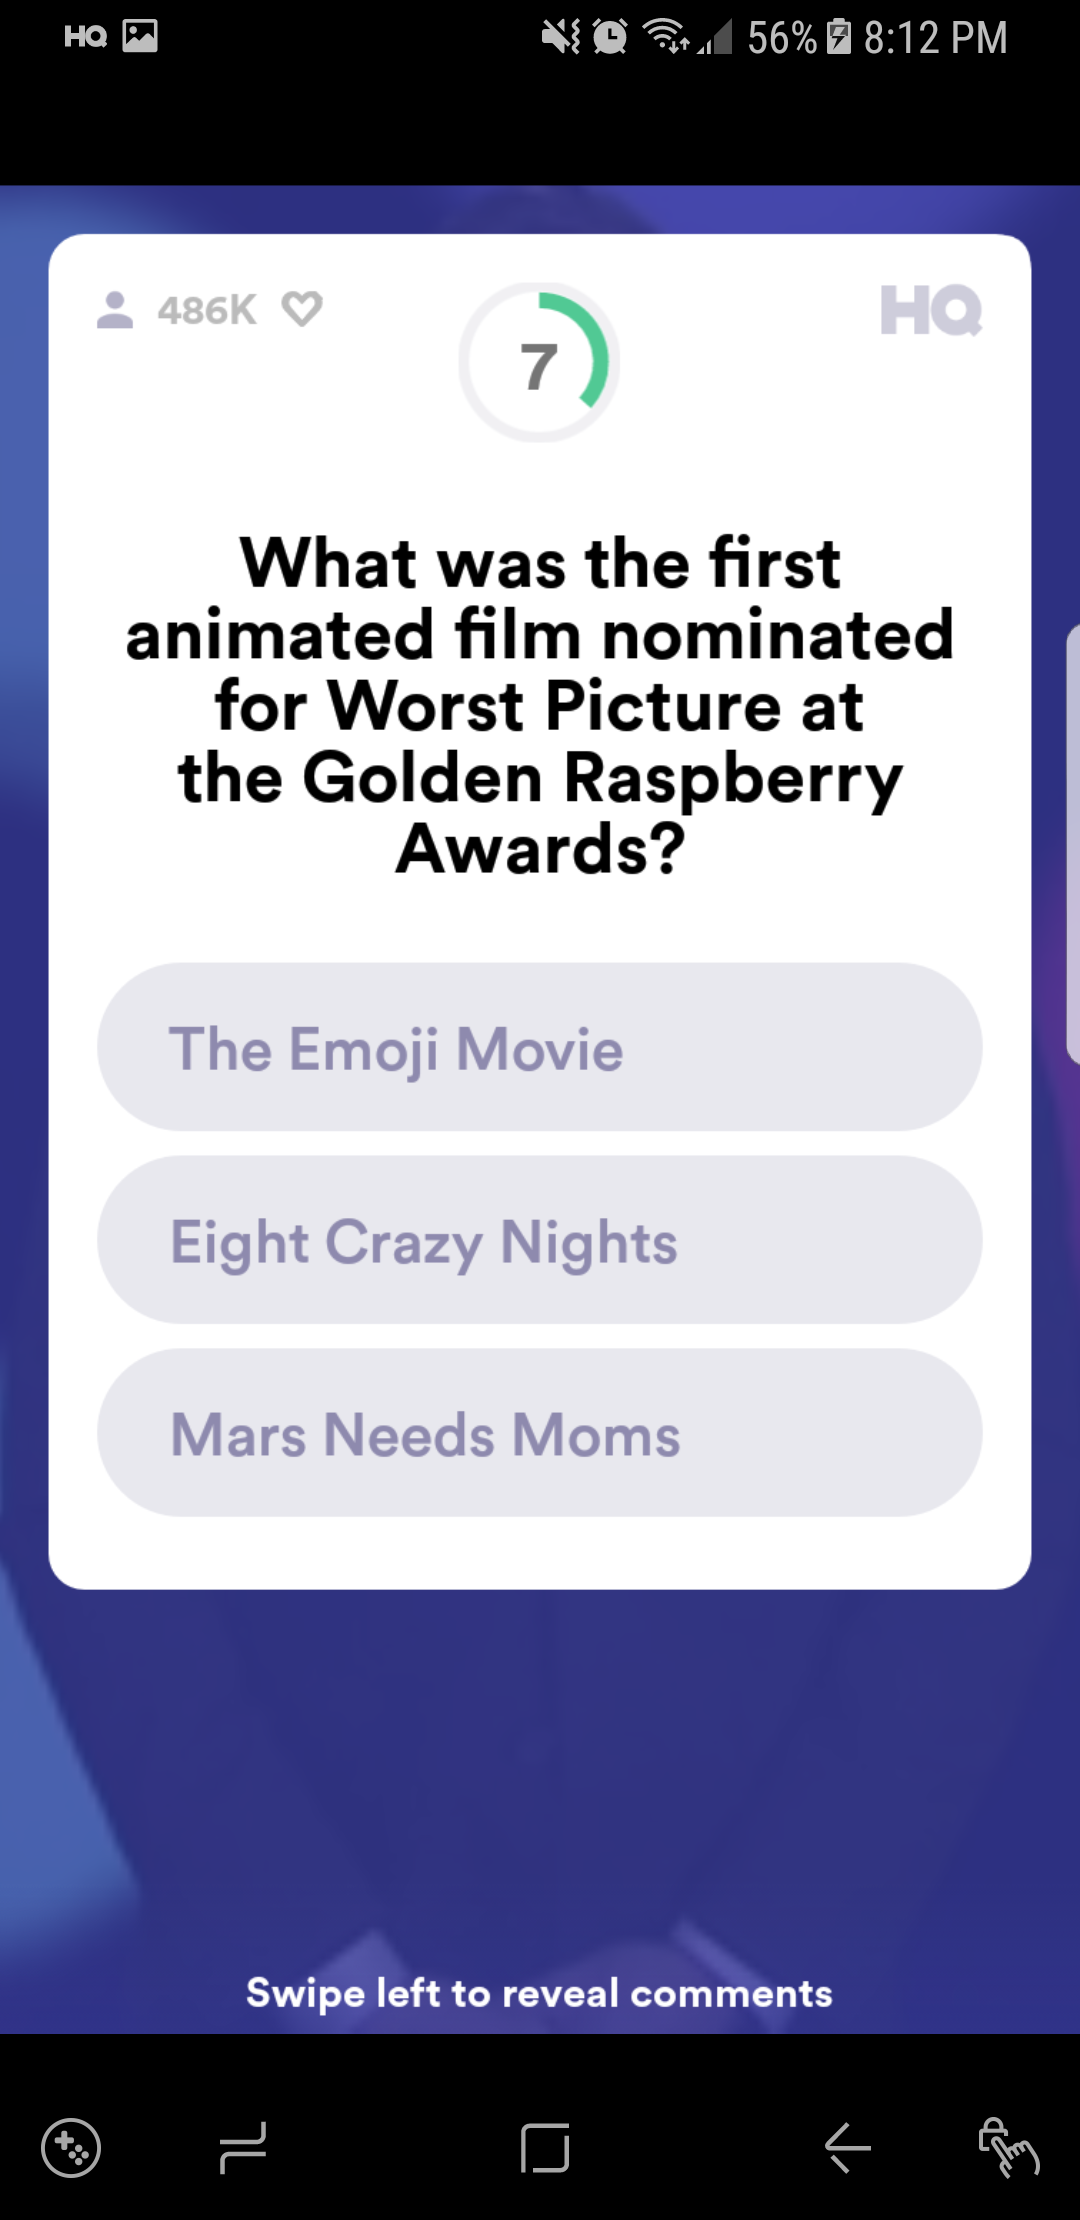 HQ 56% 8:12 PM
486K 7 HQ
What was the first
animated film nominated
for Worst Picture at
the Golden Raspberry
Awards?
The Emoji Movie
Eight Crazy Nights
Mars Needs Moms
Swipe left to reveal comments